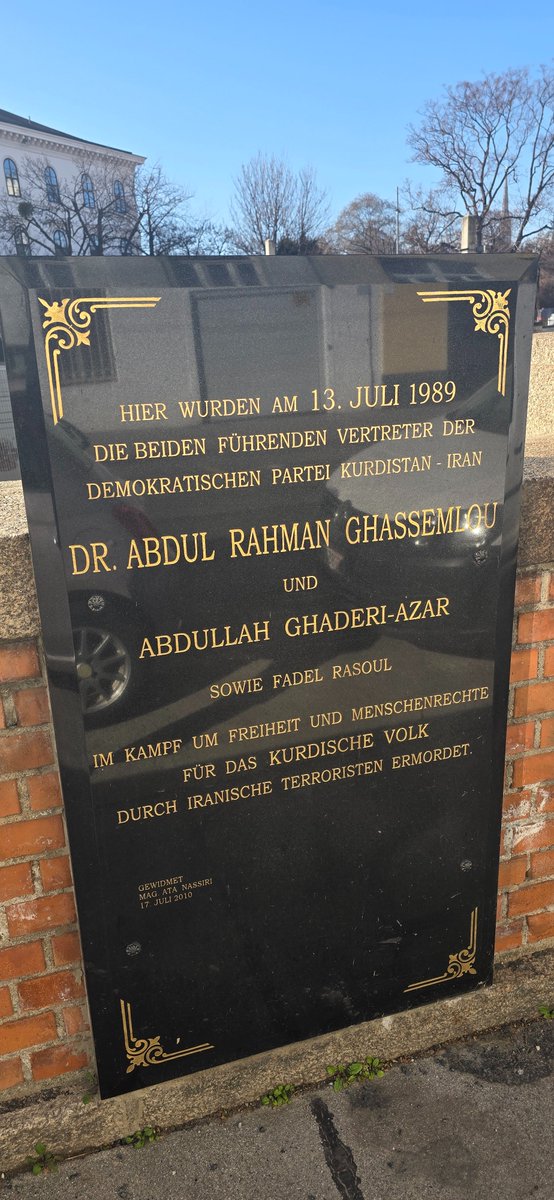 HIER WURDEN AM 13. JULI 1989
DIE BEIDEN FÜHRENDEN VERTRETER DER
DEMOKRATISCHEN PARTEI KURDISTAN - IRAN
DR. ABDUL RAHMAN GHASSEMLOU
UND
ABDULLAH GHADERI-AZAR
SOWIE FADEL RASOUL
IM KAMPF UM FREIHEIT UND MENSCHENRECHTE
FÜR DAS KURDISCHE VOLK
DURCH IRANISCHE TERRORISTEN ERMORDET.
GEWIDMET
MAG ATA NASSIRI
17 JULI 2010